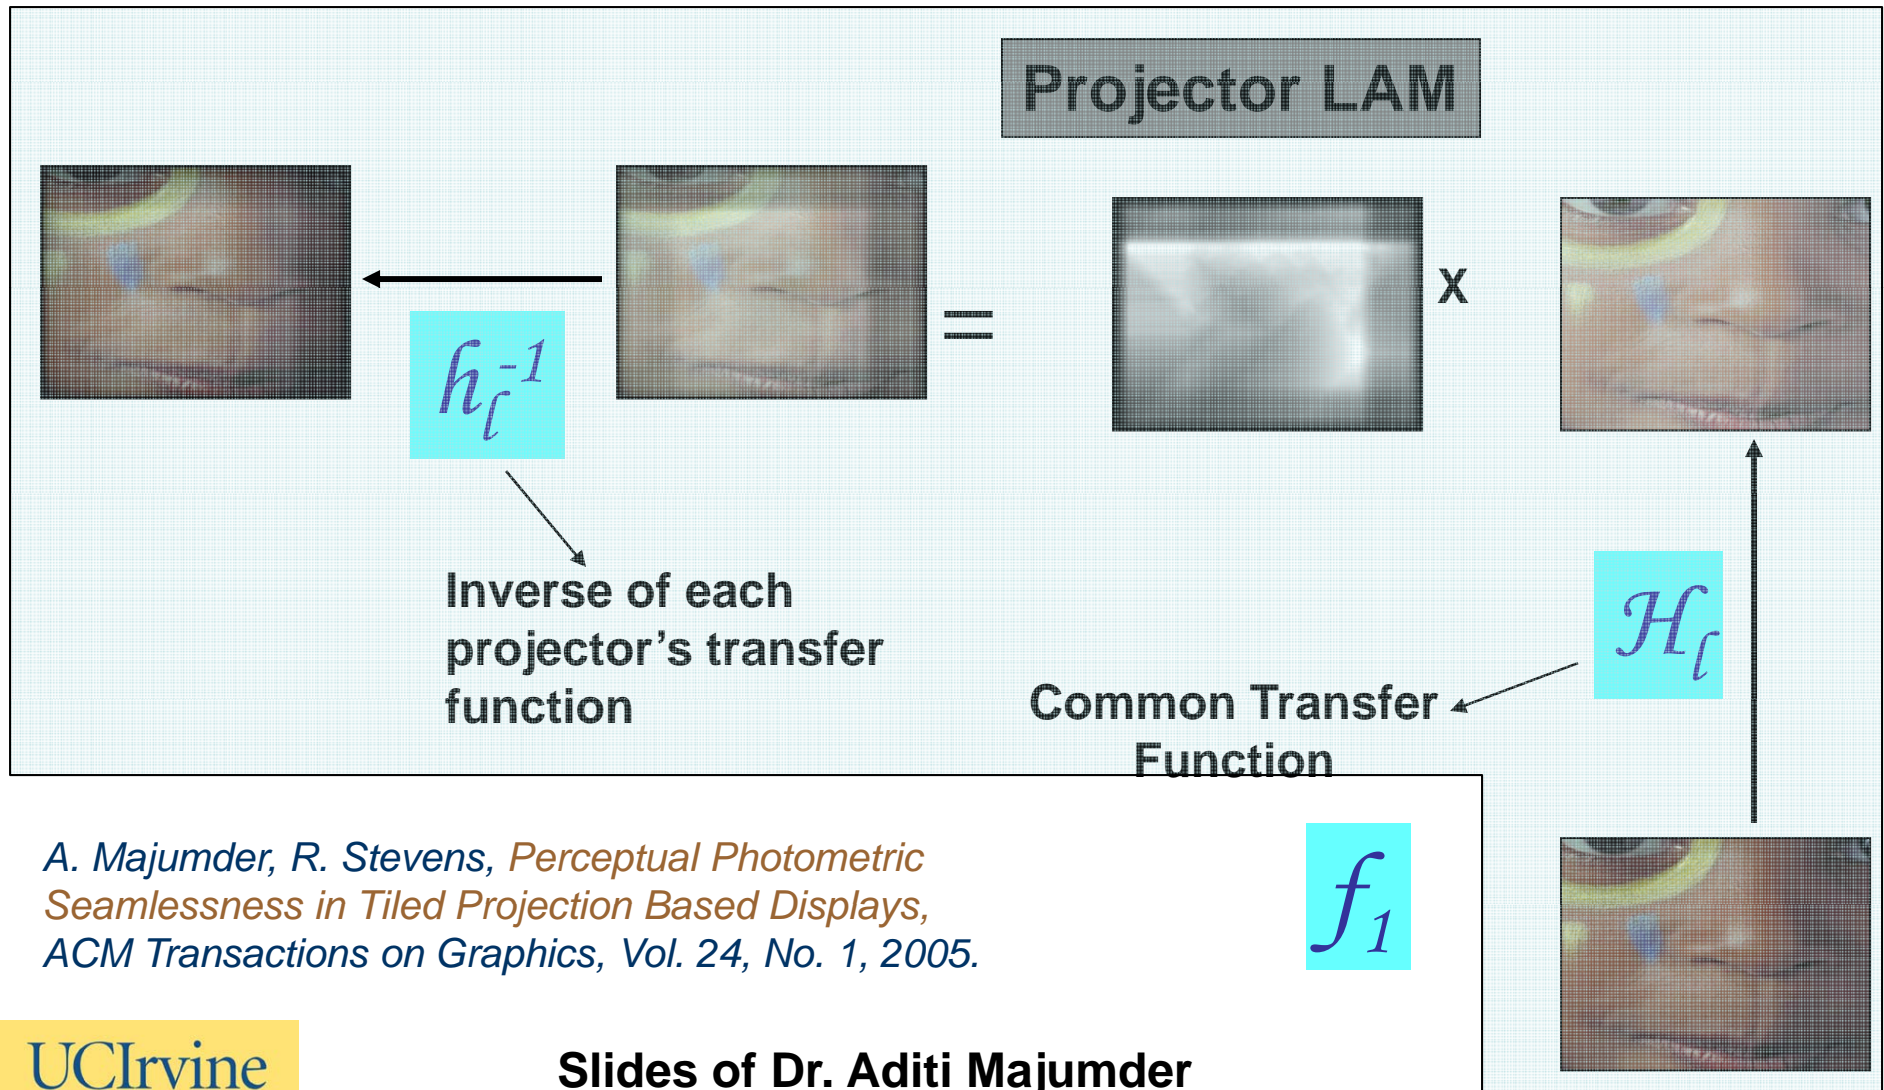 Projector LAM
=
X
h_l^-1
Inverse of each
projector's transfer
function
H_l
Common Transfer
Function
A. Majumder, R. Stevens, Perceptual Photometric
Seamlessness in Tiled Projection Based Displays,
ACM Transactions on Graphics, Vol. 24, No. 1, 2005.
f_1
UCIrvine
Slides of Dr. Aditi Majumder